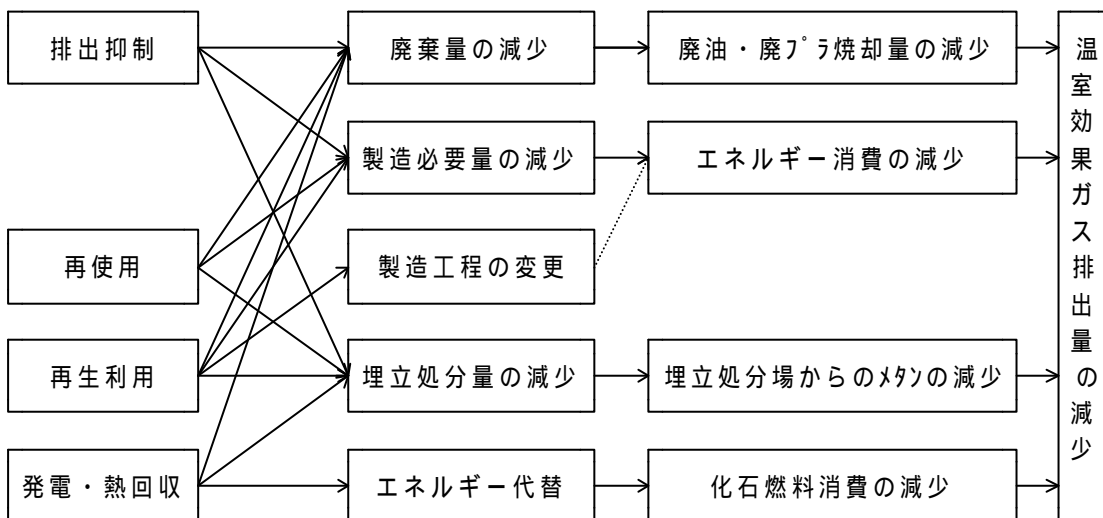 排出抑制
廃棄量の減少
廃油・廃ﾌﾟﾗ焼却量の減少
製造必要量の減少
エネルギー消費の減少
再使用
製造工程の変更
再生利用
埋立処分量の減少
埋立処分場からのﾒﾀﾝの減少
発電・熱回収
エネルギー代替
化石燃料消費の減少
温室効果ガス排出量の減少